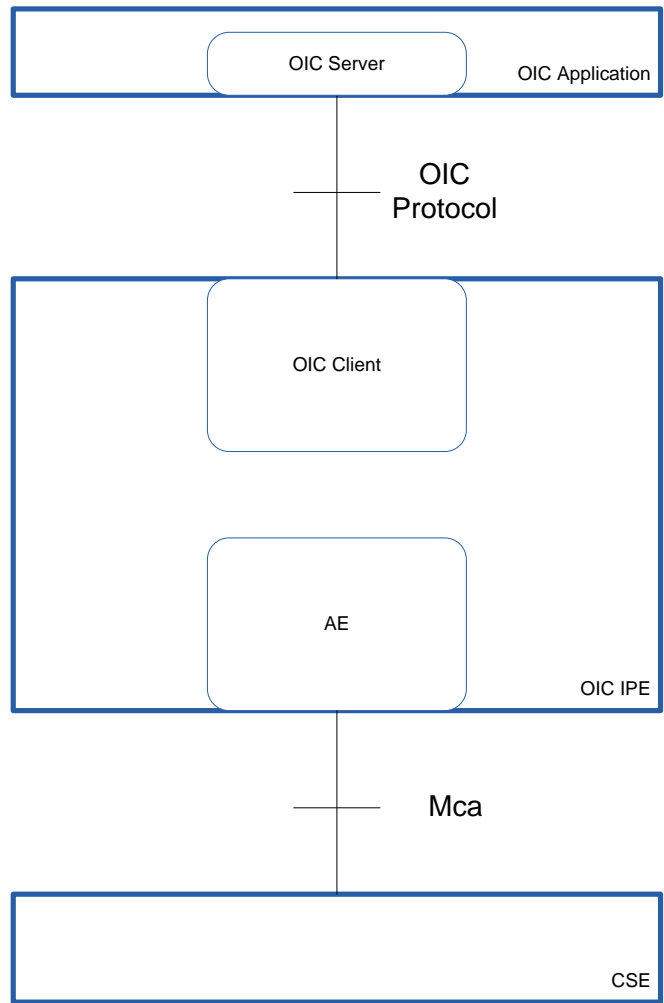 OIC Server
OIC Application
OIC
Protocol
OIC Client
AE
OIC IPE
Mca
CSE